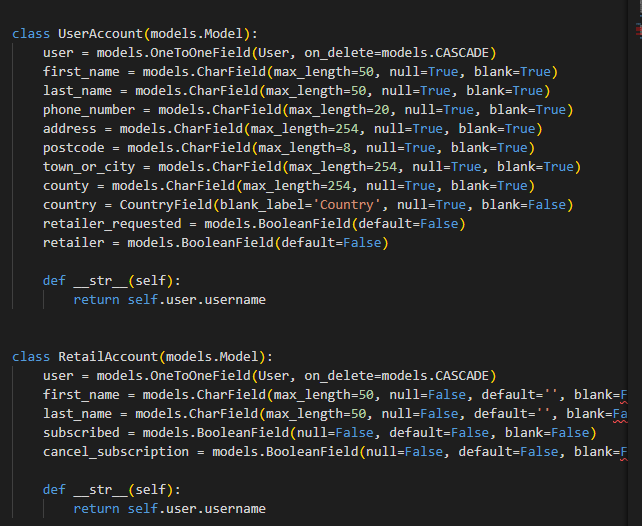 class UserAccount(models.Model):
    user = models.OneToOneField(User, on_delete=models.CASCADE)
    first_name = models.CharField(max_length=50, null=True, blank=True)
    last_name = models.CharField(max_length=50, null=True, blank=True)
    phone_number = models.CharField(max_length=20, null=True, blank=True)
    address = models.CharField(max_length=254, null=True, blank=True)
    postcode = models.CharField(max_length=8, null=True, blank=True)
    town_or_city = models.CharField(max_length=254, null=True, blank=True)
    county = models.CharField(max_length=254, null=True, blank=True)
    country = CountryField(blank_label='Country', null=True, blank=False)
    retailer_requested = models.BooleanField(default=False)
    retailer = models.BooleanField(default=False)

    def __str__(self):
        return self.user.username


class RetailAccount(models.Model):
    user = models.OneToOneField(User, on_delete=models.CASCADE)
    first_name = models.CharField(max_length=50, null=False, default='', blank=F
    last_name = models.CharField(max_length=50, null=False, default='', blank=Fa
    subscribed = models.BooleanField(null=False, default=False, blank=False)
    cancel_subscription = models.BooleanField(null=False, default=False, blank=F

    def __str__(self):
        return self.user.username